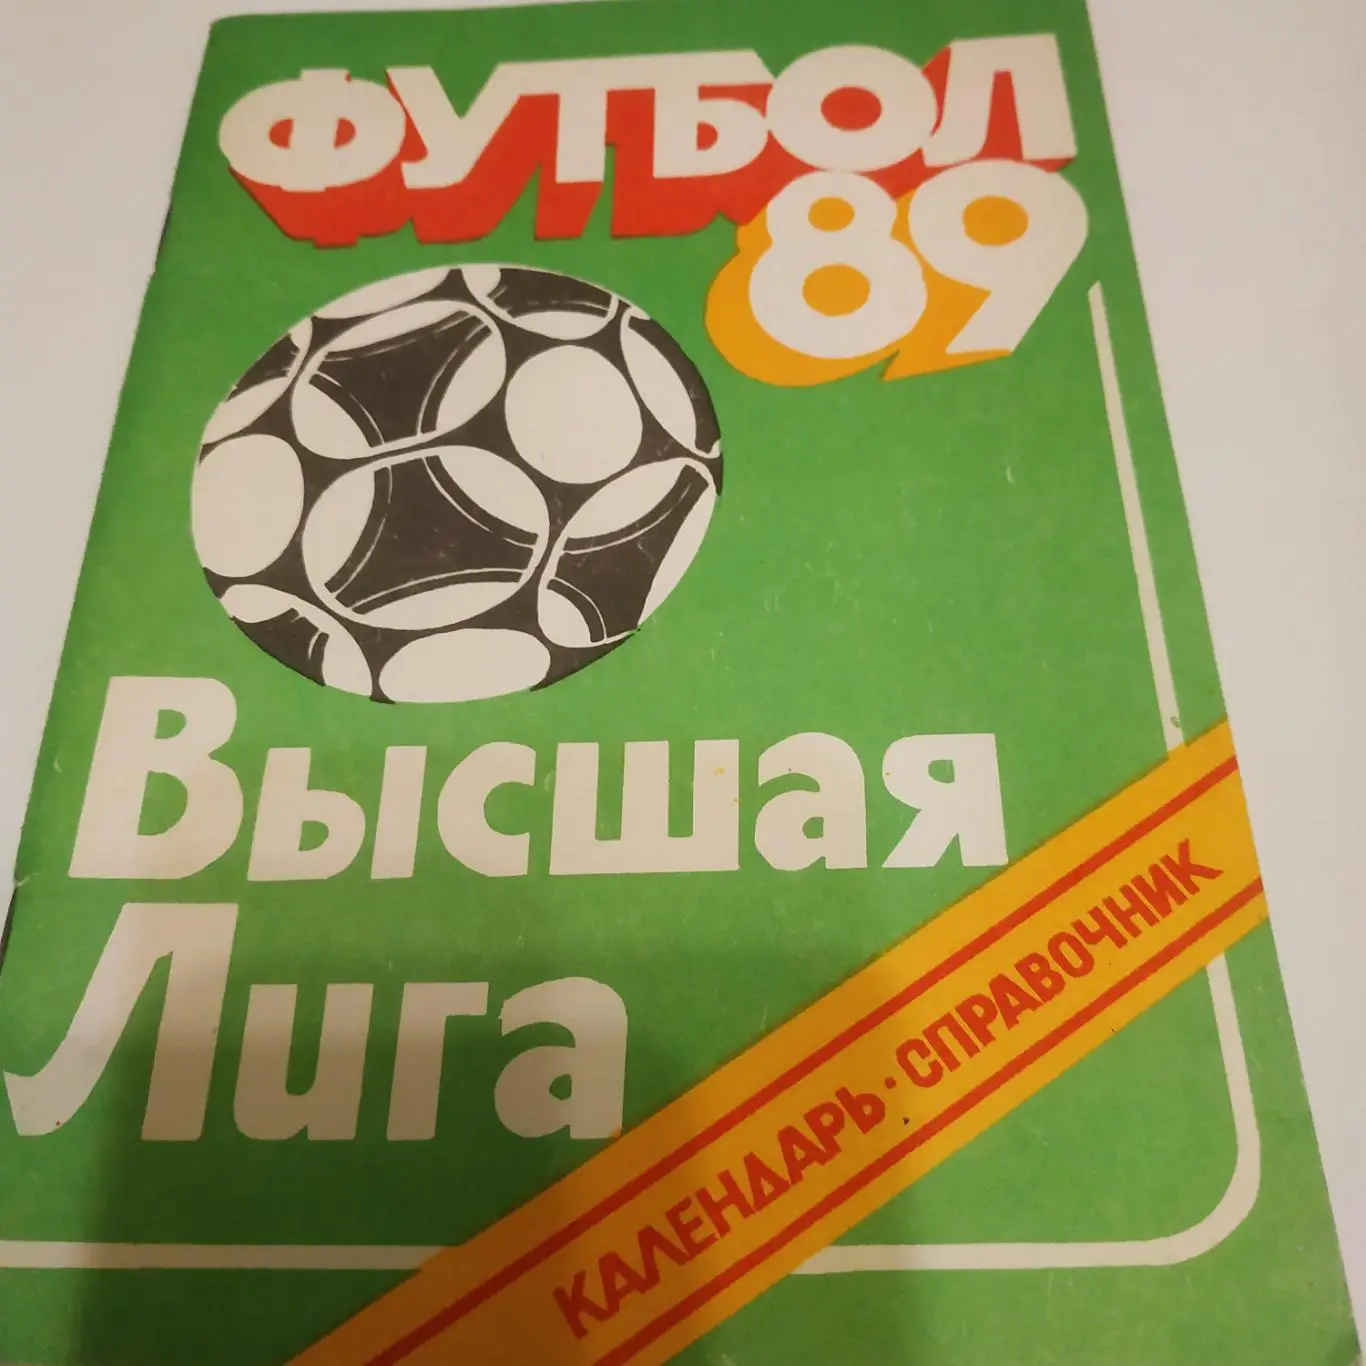 ФУТБОЛ
89
Высшая
Лига
КАЛЕНДАРЬ·СПРАВОЧНИК